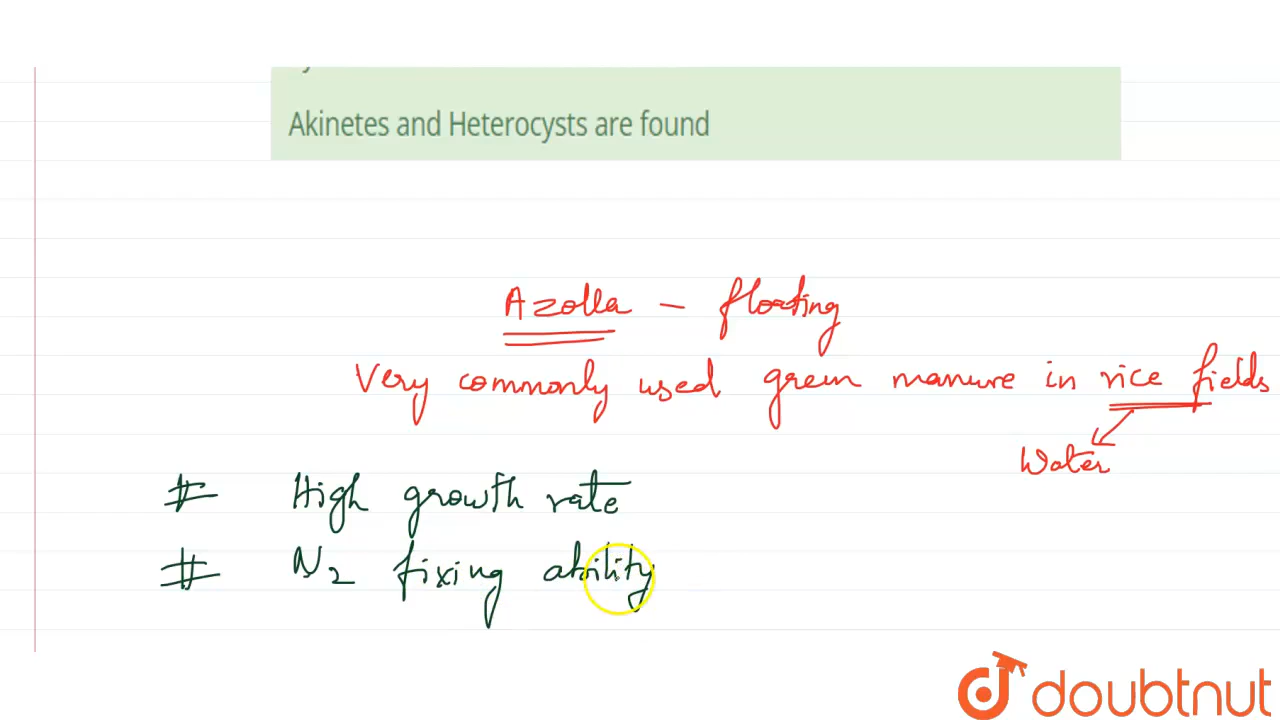 Akinetes and Heterocysts are found
Azolla - floating
Very commonly used green manure in rice fields
Water
# High growth rate
# N2 fixing ability
doubtnut